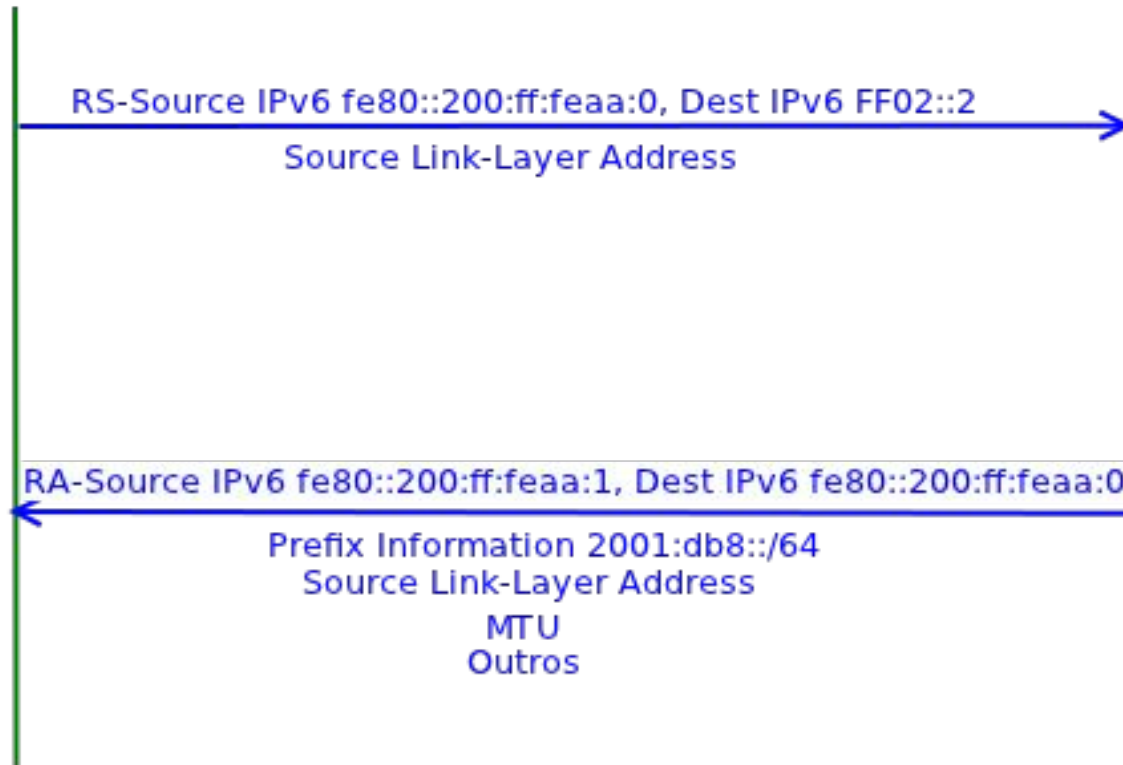 RS-Source IPv6 fe80::200:ff:feaa:0, Dest IPv6 FF02::2
Source Link-Layer Address
RA-Source IPv6 fe80::200:ff:feaa:1, Dest IPv6 fe80::200:ff:feaa:0
Prefix Information 2001:db8::/64
Source Link-Layer Address
MTU
Outros